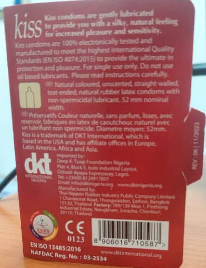 kiss
Kiss condoms are gently lubricated
to provide you with a silky, natural feeling
for increased pleasure and sensitivity.
Kiss condoms are 100% electronically tested and
manufactured to meet the highest International Quality
Standards (EN ISO 4074:2015) to provide the ultimate in
protection and pleasure. For single use only. Do not use
oil based lubricants. Please read instructions carefully.
Natural coloured, unscented, straight-walled,
teat-ended, natural rubber latex condoms with
non-spermicidal lubricant. 52 mm nominal
width.
Préservatifs Couleur naturelle, sans parfum, lisses, avec
réservoir, fabriqués en latex de caoutchouc naturel avec
un lubrifiant non spermicide. Diamètre moyen: 52mm.
Kiss is a trademark of DKT International, which is
based in the USA and has affiliate offices in Europe,
Latin America, Africa and Asia.
dkt
INTERNATIONAL
NIGERIA
Imported by:
Manufactured by:
0123
8 906016 710587
EN ISO 13485:2016
NAFDAC Reg. No. : 03-2534